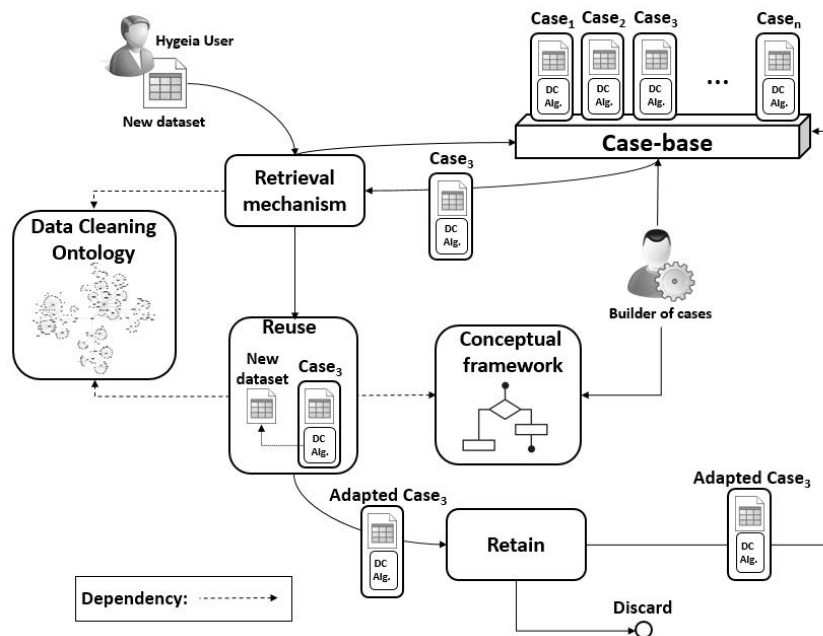 Hygeia User
New dataset
Case1 Case2 Case3 Casen
DC Alg.
DC Alg.
DC Alg.
...
DC Alg.
Case-base
Retrieval
mechanism
Case3
DC
Alg.
Data Cleaning
Ontology
Builder of cases
Reuse
New
dataset
Case3
DC
Alg.
Conceptual
framework
Adapted Case3
DC
Alg.
Retain
Adapted Case3
DC
Alg.
Discard
Dependency: